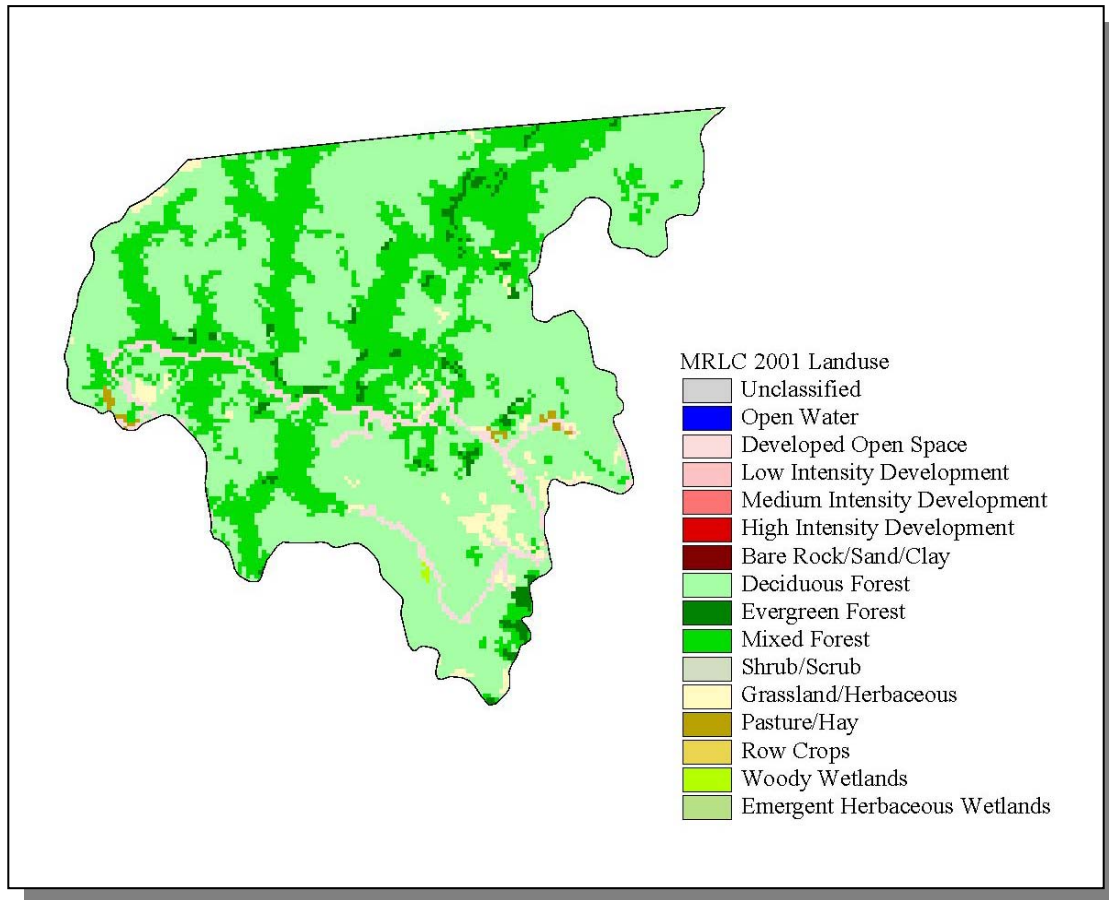 MRLC 2001 Landuse
Unclassified
Open Water
Developed Open Space
Low Intensity Development
Medium Intensity Development
High Intensity Development
Bare Rock/Sand/Clay
Deciduous Forest
Evergreen Forest
Mixed Forest
Shrub/Scrub
Grassland/Herbaceous
Pasture/Hay
Row Crops
Woody Wetlands
Emergent Herbaceous Wetlands